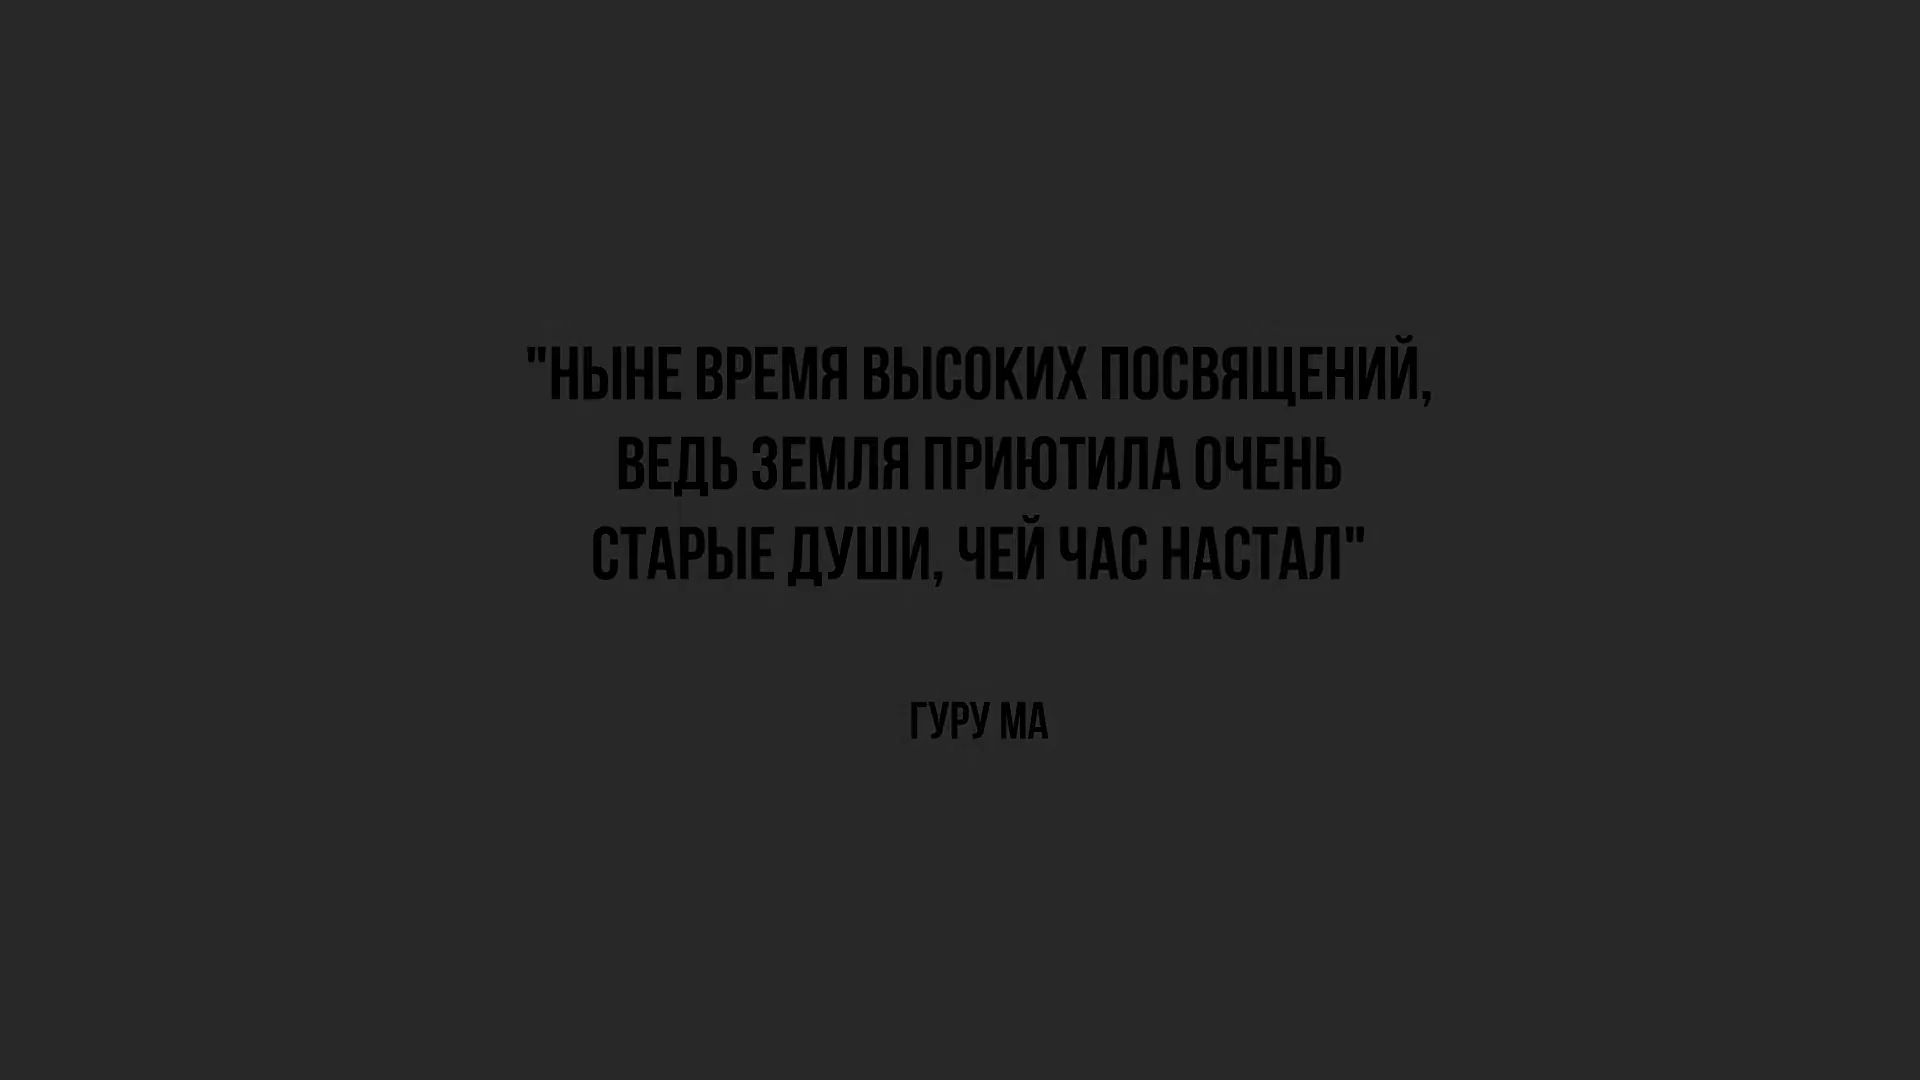 "НЫНЕ ВРЕМЯ ВЫСОКИХ ПОСВЯЩЕНИЙ,
ВЕДЬ ЗЕМЛЯ ПРИЮТИЛА ОЧЕНЬ
СТАРЫЕ ДУШИ, ЧЕЙ ЧАС НАСТАЛ"
ГУРУ МА